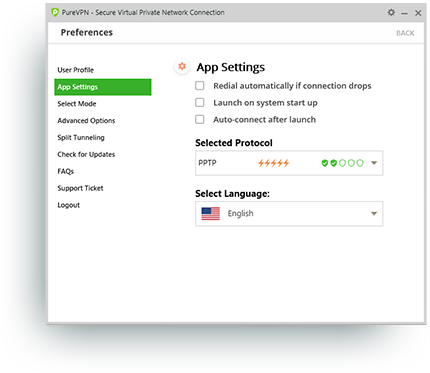 PureVPN - Secure Virtual Private Network Connection
Preferences
BACK
User Profile
App Settings
Select Mode
Advanced Options
Split Tunneling
Check for Updates
FAQs
Support Ticket
Logout
App Settings
Redial automatically if connection drops
Launch on system start up
Auto-connect after launch
Selected Protocol
PPTP
Select Language:
English